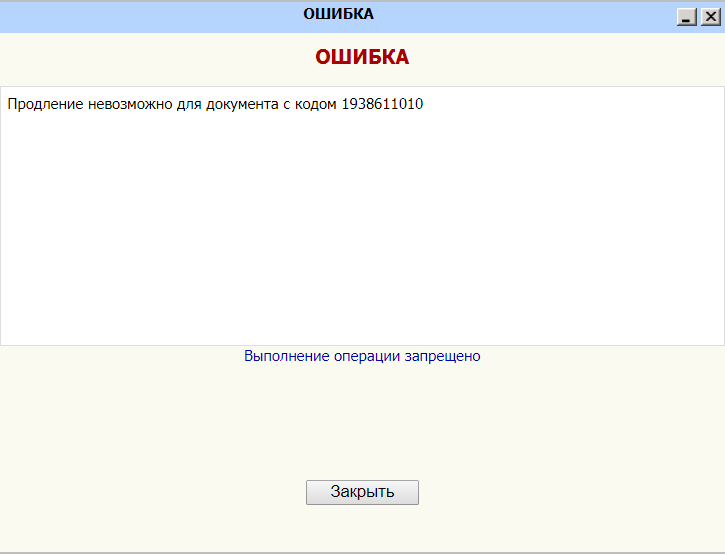 ОШИБКА
ОШИБКА
Продление невозможно для документа с кодом 1938611010
Выполнение операции запрещено
Закрыть